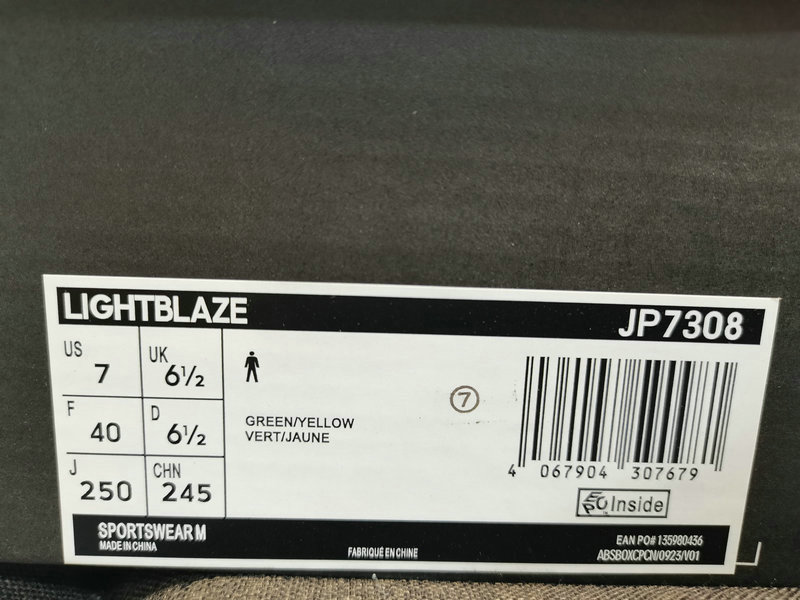 LIGHTBLAZE
JP7308
US 7
UK 6½
F 40
D 6½
J 250
CHN 245
GREEN/YELLOW
VERT/JAUNE
7
4 067904 307679
EPC Inside
SPORTSWEAR M
MADE IN CHINA
FABRIQUÉ EN CHINE
EAN PO# 135980436
ABSBOXCPCN/0923/V01